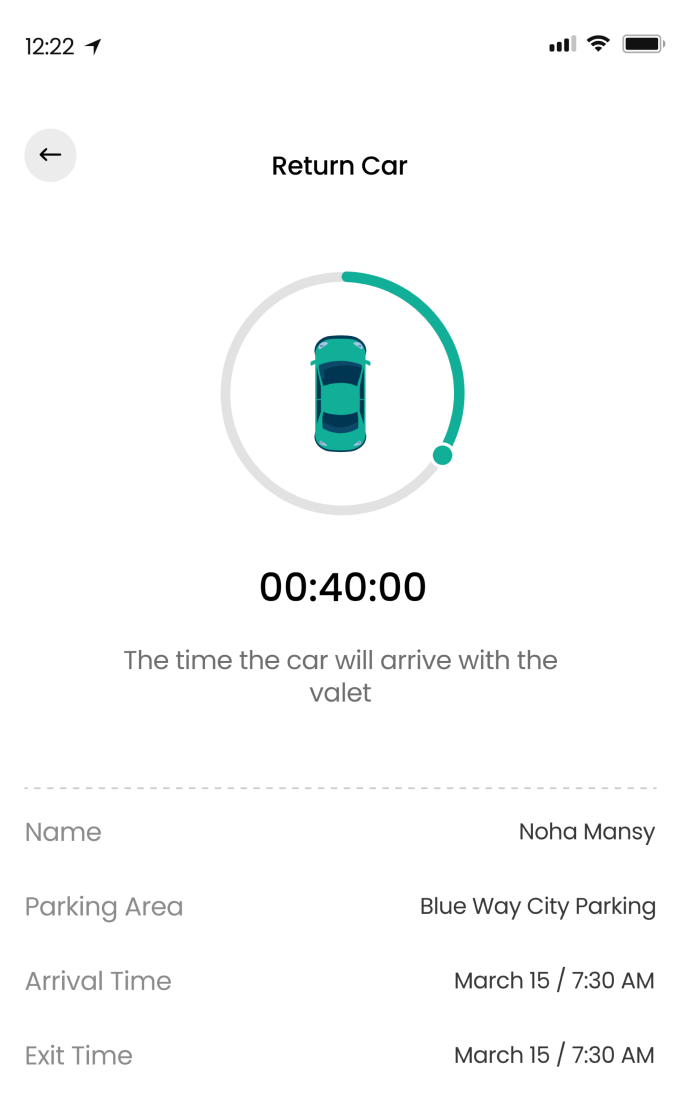 12:22
Return Car
00:40:00
The time the car will arrive with the
valet
Name Noha Mansy
Parking Area Blue Way City Parking
Arrival Time March 15 / 7:30 AM
Exit Time March 15 / 7:30 AM